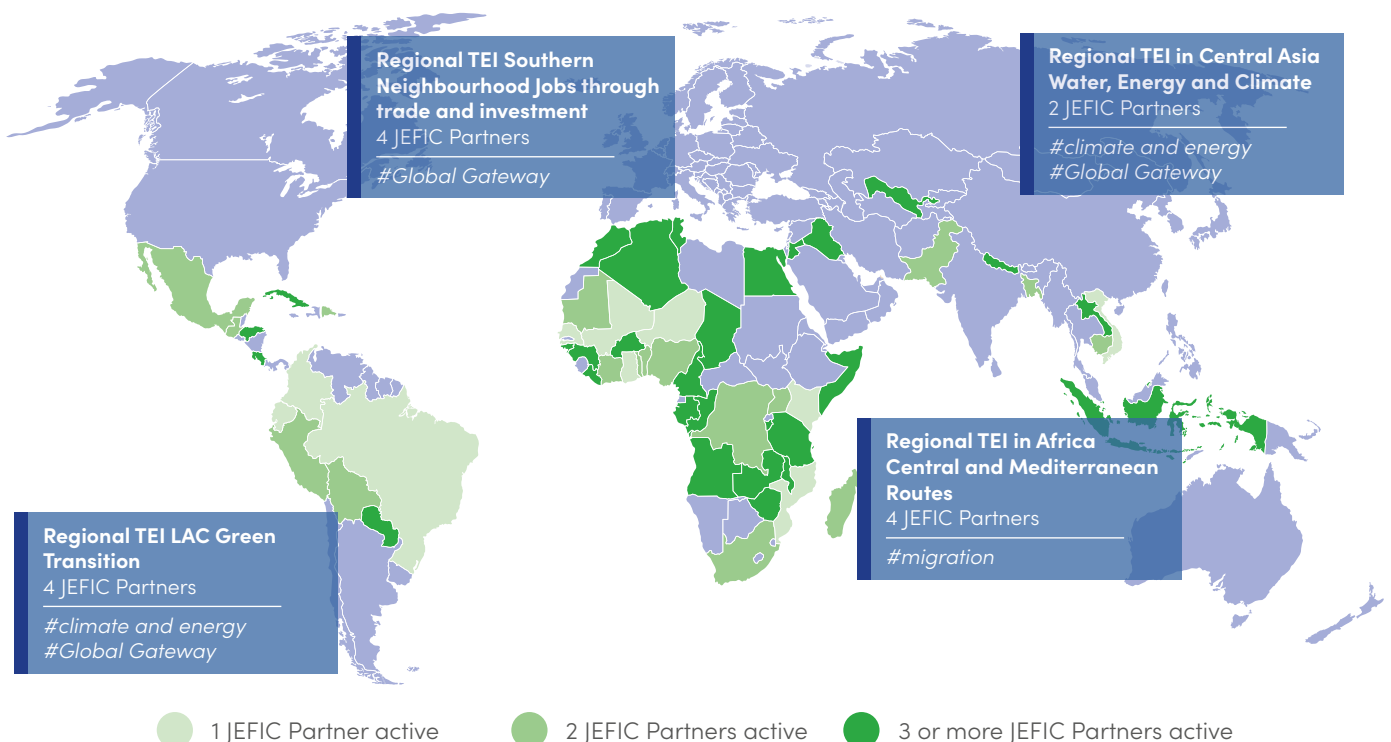 Regional TEI Southern
Neighbourhood Jobs through
trade and investment
4 JEFIC Partners
#Global Gateway
Regional TEI in Central Asia
Water, Energy and Climate
2 JEFIC Partners
#climate and energy
#Global Gateway
Regional TEI in Africa
Central and Mediterranean
Routes
4 JEFIC Partners
#migration
Regional TEI LAC Green
Transition
4 JEFIC Partners
#climate and energy
#Global Gateway
1 JEFIC Partner active
2 JEFIC Partners active
3 or more JEFIC Partners active